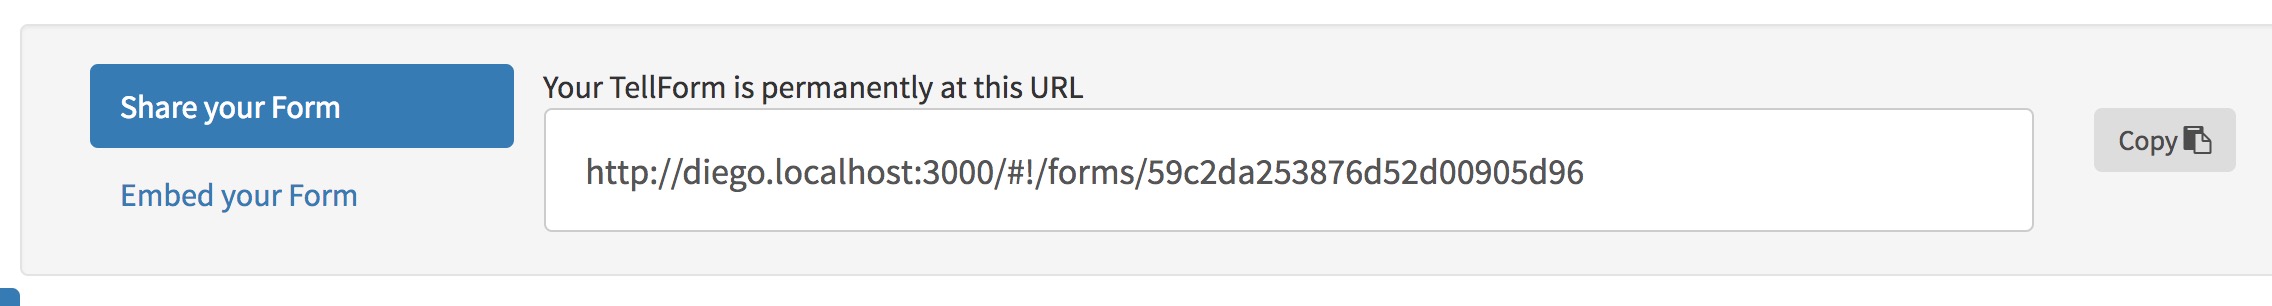 Share your Form
Embed your Form
Your TellForm is permanently at this URL
http://diego.localhost:3000/#!/forms/59c2da253876d52d00905d96
Copy